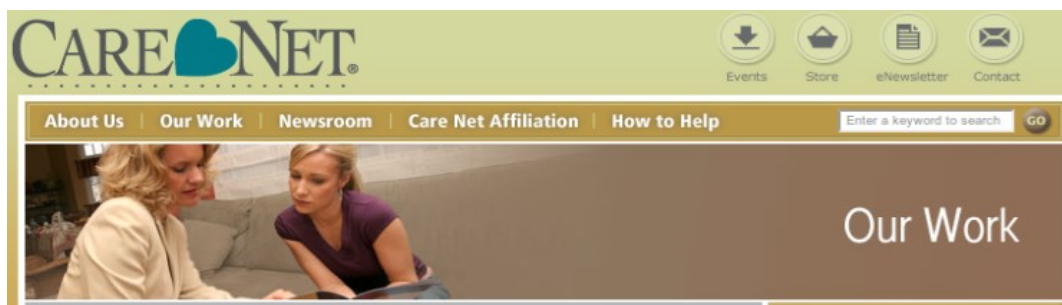 CARE NET®
Events Store eNewsletter Contact
About Us | Our Work | Newsroom | Care Net Affiliation | How to Help
Enter a keyword to search GO
Our Work